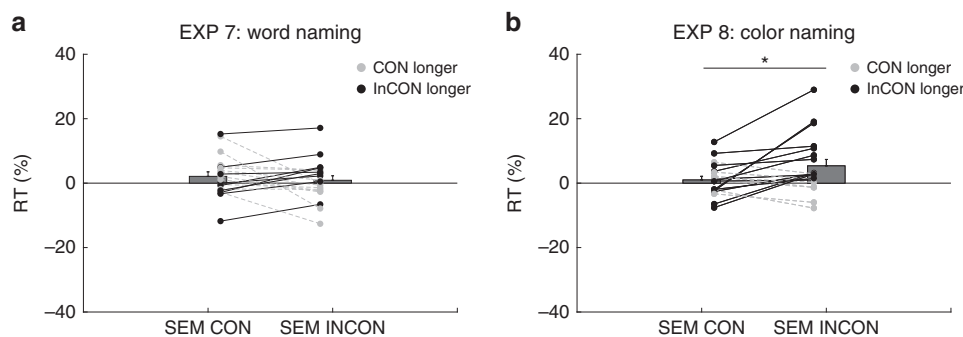 a
EXP 7: word naming
40
20
0
–20
–40
RT (%)
CON longer
InCON longer
SEM CON
SEM INCON
b
EXP 8: color naming
40
20
0
–20
–40
RT (%)
*
CON longer
InCON longer
SEM CON
SEM INCON